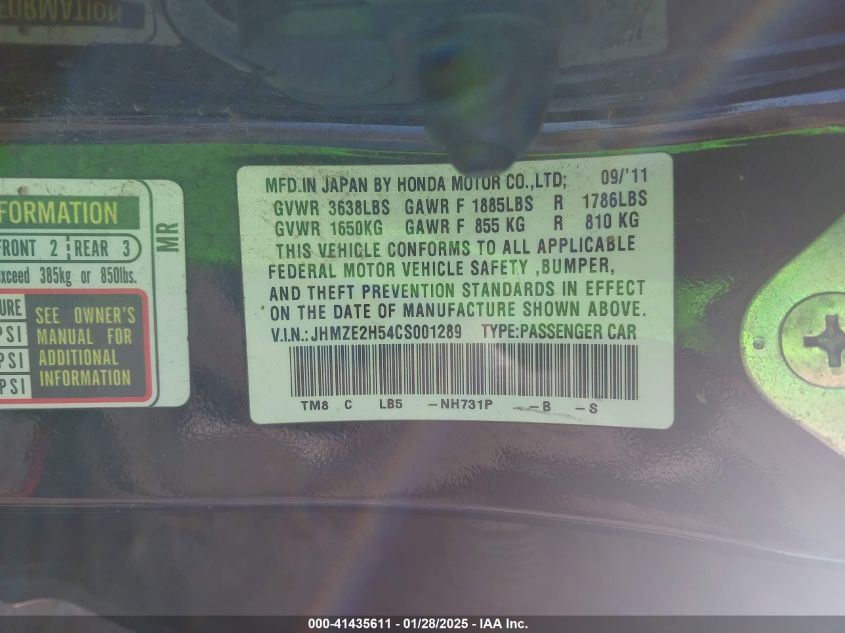 FORMATION
MFD.IN JAPAN BY HONDA MOTOR CO.,LTD; 09/'11
GVWR 3638LBS GAWR F 1885LBS R 1786LBS
GVWR 1650KG GAWR F 855 KG R 810 KG
THIS VEHICLE CONFORMS TO ALL APPLICABLE
FEDERAL MOTOR VEHICLE SAFETY ,BUMPER,
AND THEFT PREVENTION STANDARDS IN EFFECT
ON THE DATE OF MANUFACTURE SHOWN ABOVE.
V.I.N.: JHMZE2H54CS001289 TYPE:PASSENGER CAR
TM8 C LB5 -NH731P -B -S
FORMATION
MR
FRONT 2 REAR 3
exceed 385kg or 850lbs.
URE
PSI
PSI
PSI
SEE OWNER'S
MANUAL FOR
ADDITIONAL
INFORMATION
000-41435611 - 01/28/2025 - IAA Inc.